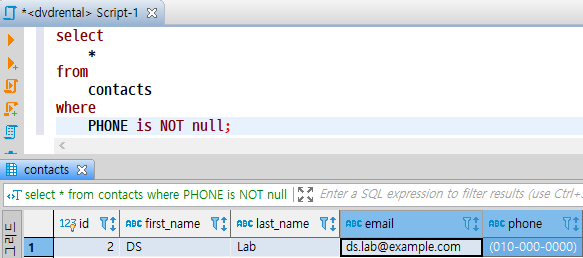 *<dvdrental> Script-1
select
*
from
contacts
where
PHONE is NOT null;
contacts
select * from contacts where PHONE is NOT null
Enter a SQL expression to filter results (use Ctrl+
123 id ABC first_name ABC last_name ABC email ABC phone
1 2 DS Lab ds.lab@example.com (010-000-0000)